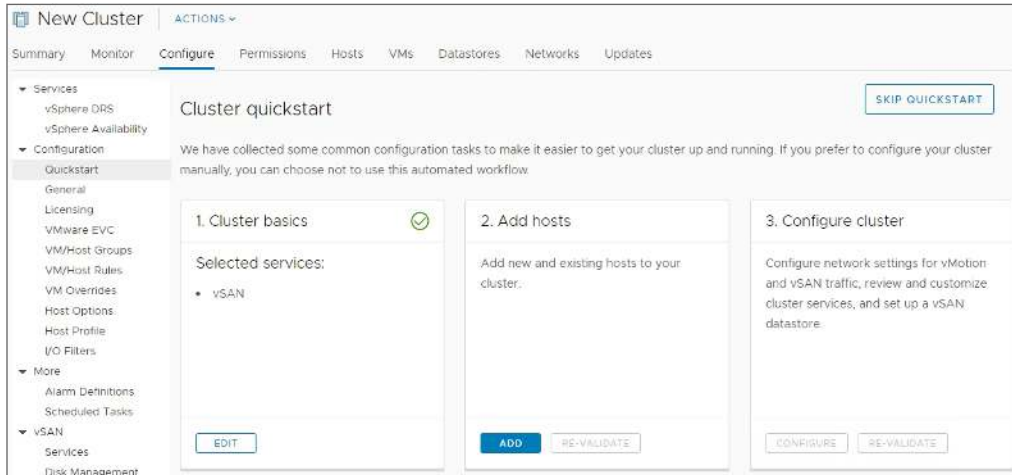 New Cluster ACTIONS
Summary Monitor Configure Permissions Hosts VMs Datastores Networks Updates
Services
vSphere DRS
vSphere Availability
Configuration
Quickstart
General
Licensing
VMware EVC
VM/Host Groups
VM/Host Rules
VM Overrides
Host Options
Host Profile
I/O Filters
More
Alarm Definitions
Scheduled Tasks
vSAN
Services
Disk Management
Cluster quickstart
SKIP QUICKSTART
We have collected some common configuration tasks to make it easier to get your cluster up and running. If you prefer to configure your cluster
manually, you can choose not to use this automated workflow.
1. Cluster basics
Selected services:
• vSAN
EDIT
2. Add hosts
Add new and existing hosts to your
cluster.
ADD RE-VALIDATE
3. Configure cluster
Configure network settings for vMotion
and vSAN traffic, review and customize
cluster services, and set up a vSAN
datastore.
CONFIGURE RE-VALIDATE